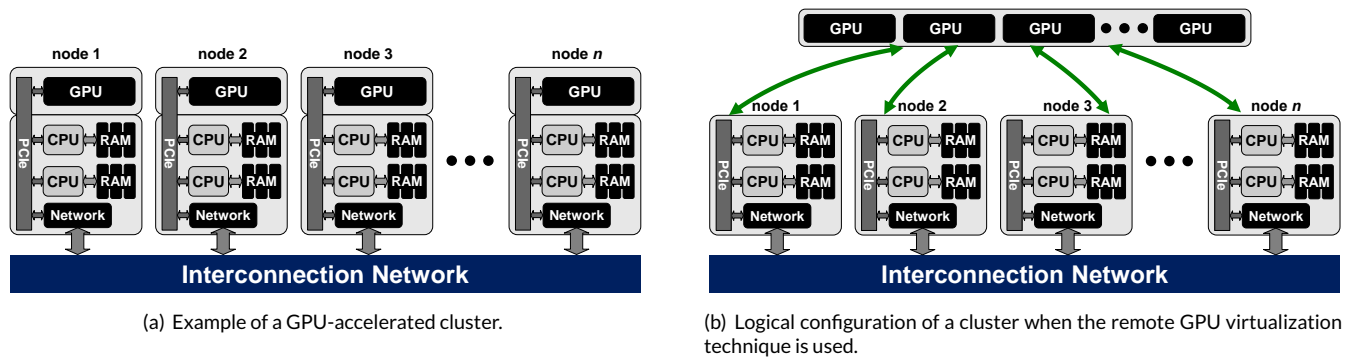 node 1
node 2
node 3
node n
GPU
GPU
GPU
GPU
PCIe
CPU
RAM
CPU
RAM
Network
PCIe
CPU
RAM
CPU
RAM
Network
PCIe
CPU
RAM
CPU
RAM
Network
PCIe
CPU
RAM
CPU
RAM
Network
Interconnection Network
(a) Example of a GPU-accelerated cluster.
GPU
GPU
GPU
GPU
node 1
node 2
node 3
node n
PCIe
CPU
RAM
CPU
RAM
Network
PCIe
CPU
RAM
CPU
RAM
Network
PCIe
CPU
RAM
CPU
RAM
Network
PCIe
CPU
RAM
CPU
RAM
Network
Interconnection Network
(b) Logical configuration of a cluster when the remote GPU virtualization
technique is used.